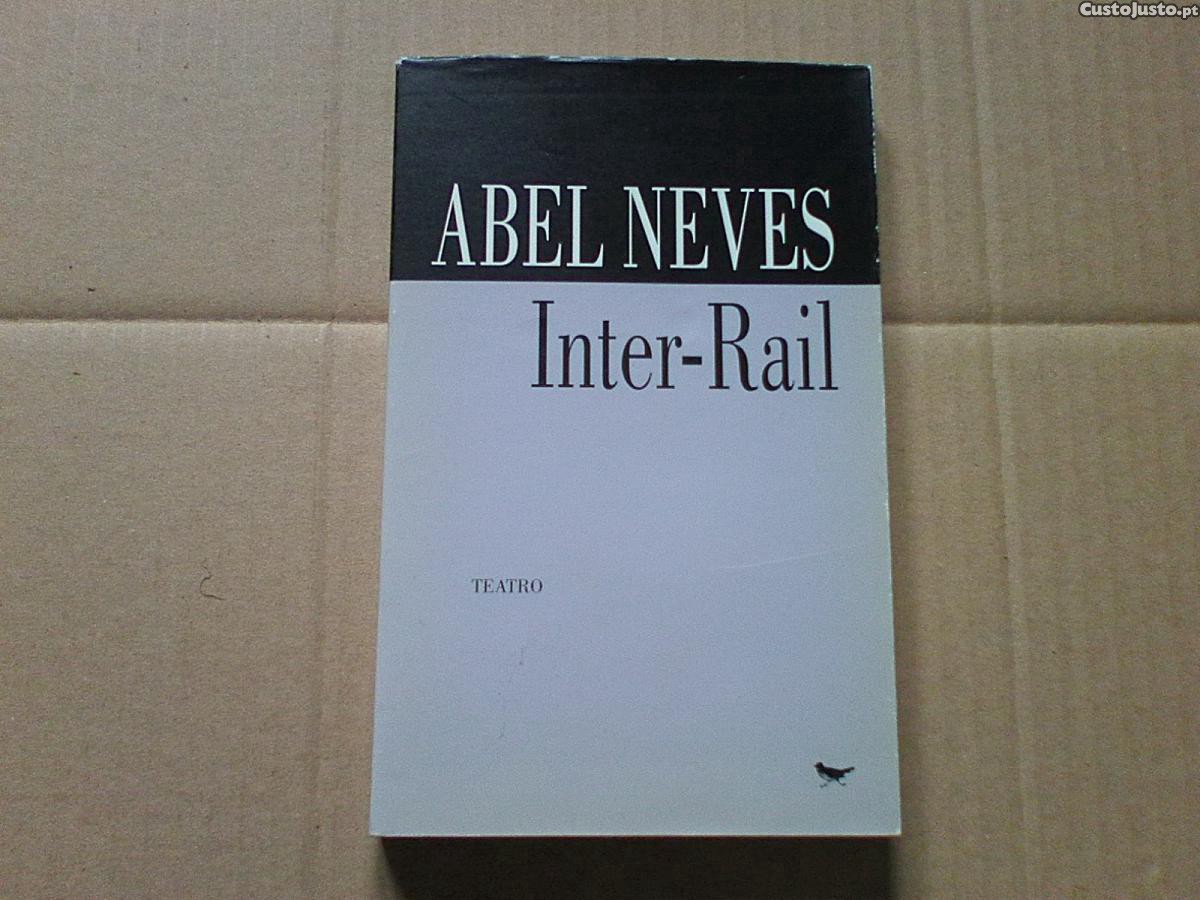 CustoJusto.pt
ABEL NEVES
Inter-Rail
TEATRO